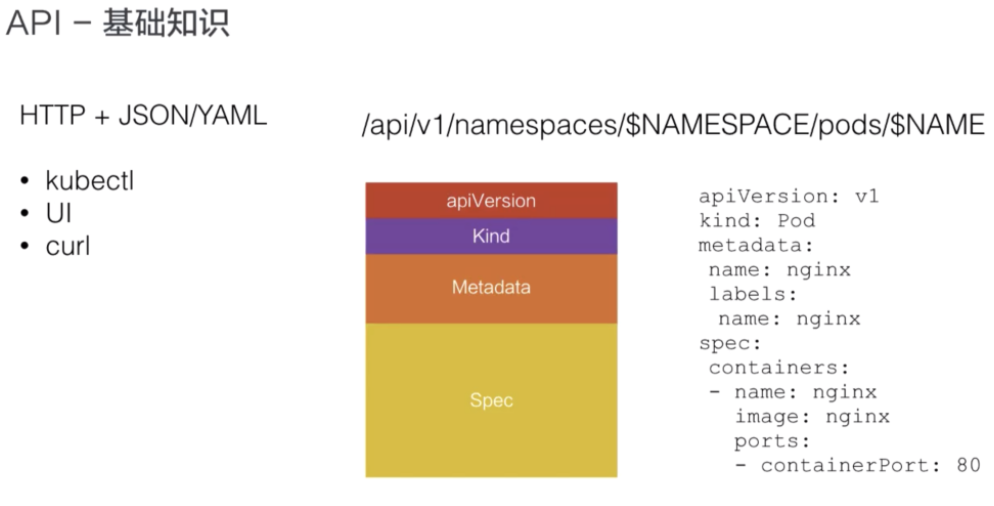 API – 基础知识
HTTP + JSON/YAML
• kubectl
• UI
• curl
/api/v1/namespaces/$NAMESPACE/pods/$NAME
apiVersion
Kind
Metadata
Spec
apiVersion: v1
kind: Pod
metadata:
 name: nginx
 labels:
  name: nginx
spec:
 containers:
 - name: nginx
   image: nginx
   ports:
   - containerPort: 80